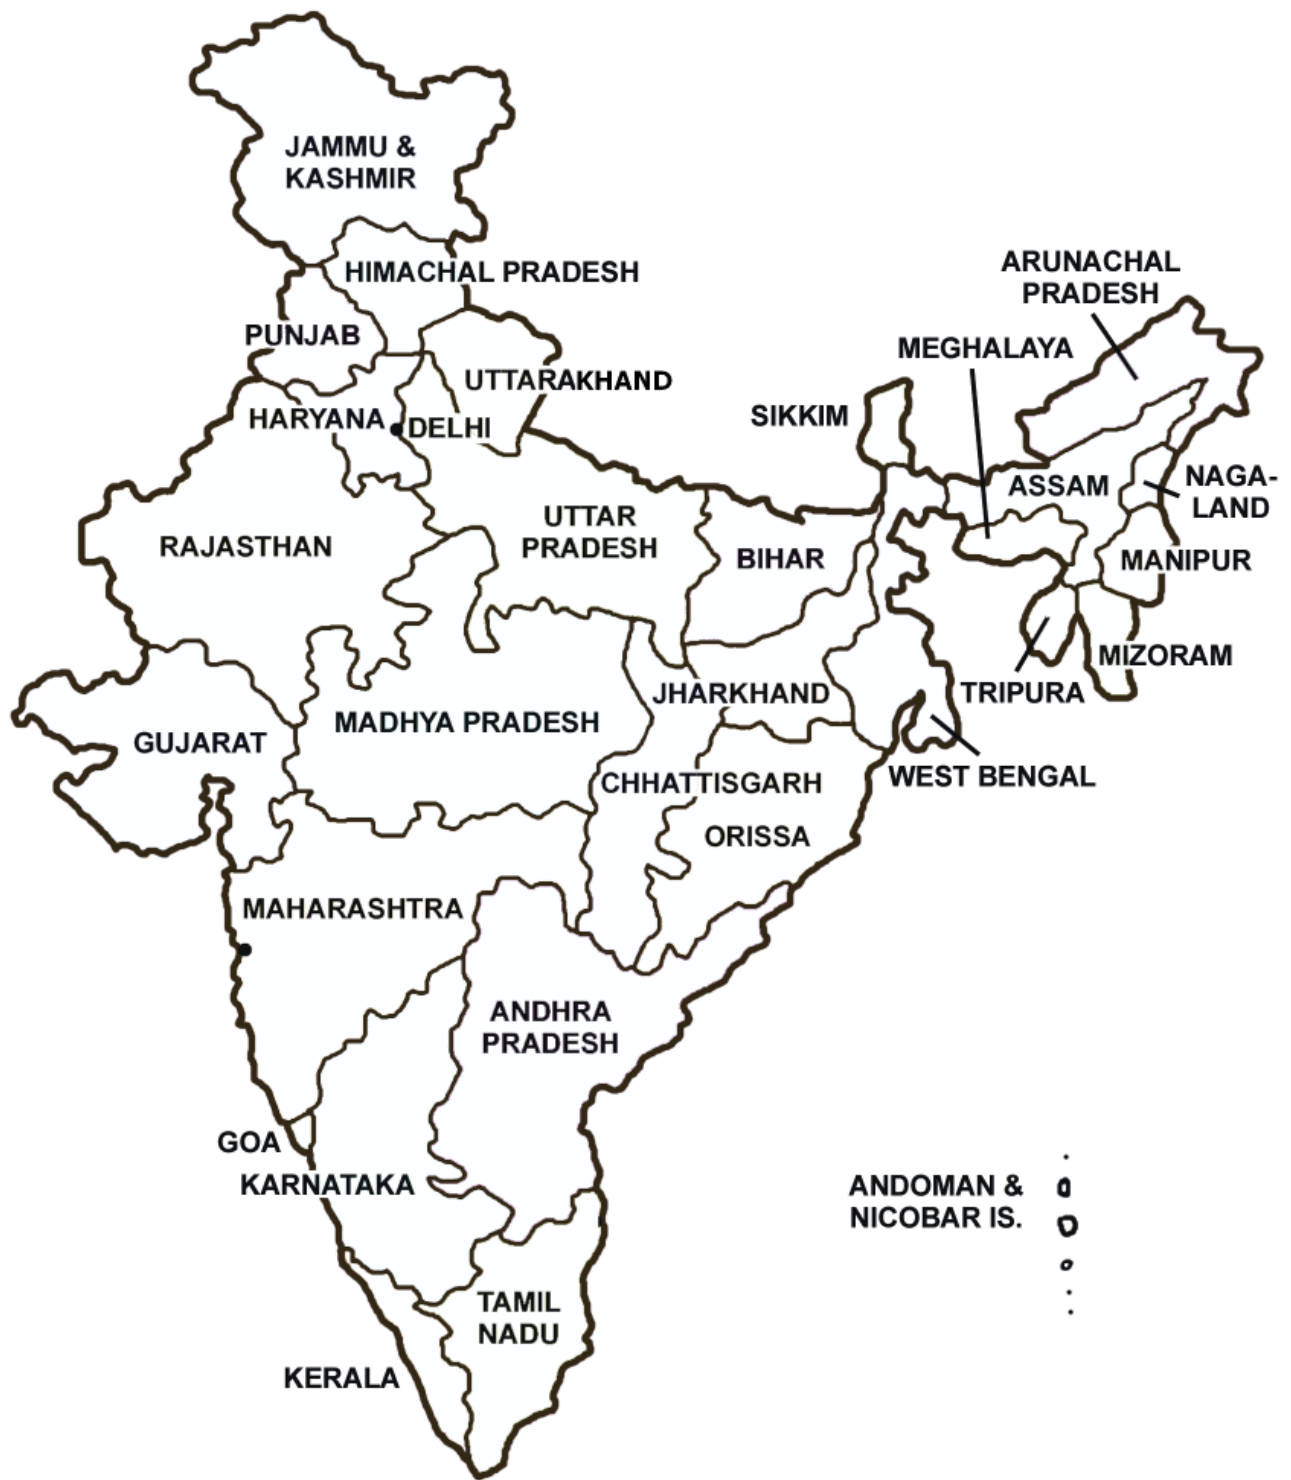 JAMMU &
KASHMIR
HIMACHAL PRADESH
ARUNACHAL
PRADESH
PUNJAB
MEGHALAYA
UTTARAKHAND
SIKKIM
HARYANA
DELHI
ASSAM
NAGA-
LAND
RAJASTHAN
UTTAR
PRADESH
BIHAR
MANIPUR
MIZORAM
TRIPURA
JHARKHAND
MADHYA PRADESH
GUJARAT
WEST BENGAL
CHHATTISGARH
ORISSA
MAHARASHTRA
ANDHRA
PRADESH
GOA
KARNATAKA
ANDOMAN &
NICOBAR IS.
TAMIL
NADU
KERALA